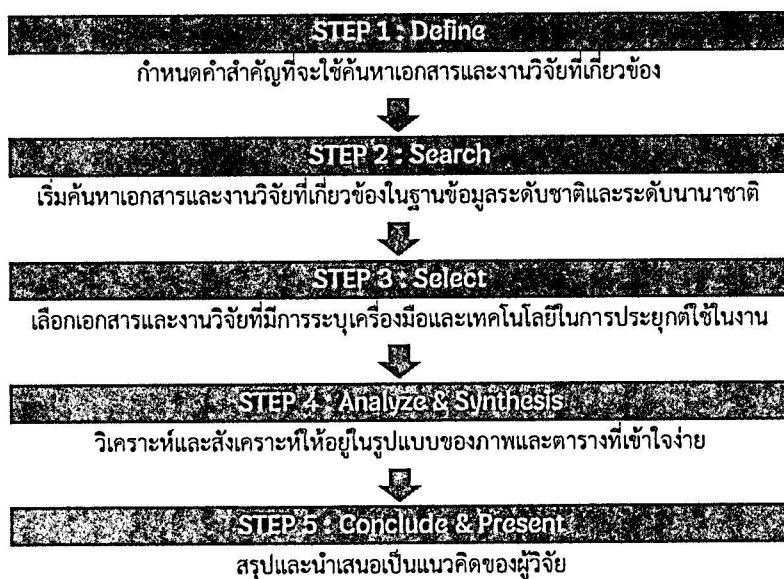 STEP 1 : Define
กำหนดคำสำคัญที่จะใช้ค้นหาเอกสารและงานวิจัยที่เกี่ยวข้อง
STEP 2 : Search
เริ่มค้นหาเอกสารและงานวิจัยที่เกี่ยวข้องในฐานข้อมูลระดับชาติและระดับนานาชาติ
STEP 3 : Select
เลือกเอกสารและงานวิจัยที่มีการระบุเครื่องมือและเทคโนโลยีในการประยุกต์ใช้ในงาน
STEP 4 : Analyze & Synthesis
วิเคราะห์และสังเคราะห์ให้อยู่ในรูปแบบของภาพและตารางที่เข้าใจง่าย
STEP 5 : Conclude & Present
สรุปและนำเสนอเป็นแนวคิดของผู้วิจัย